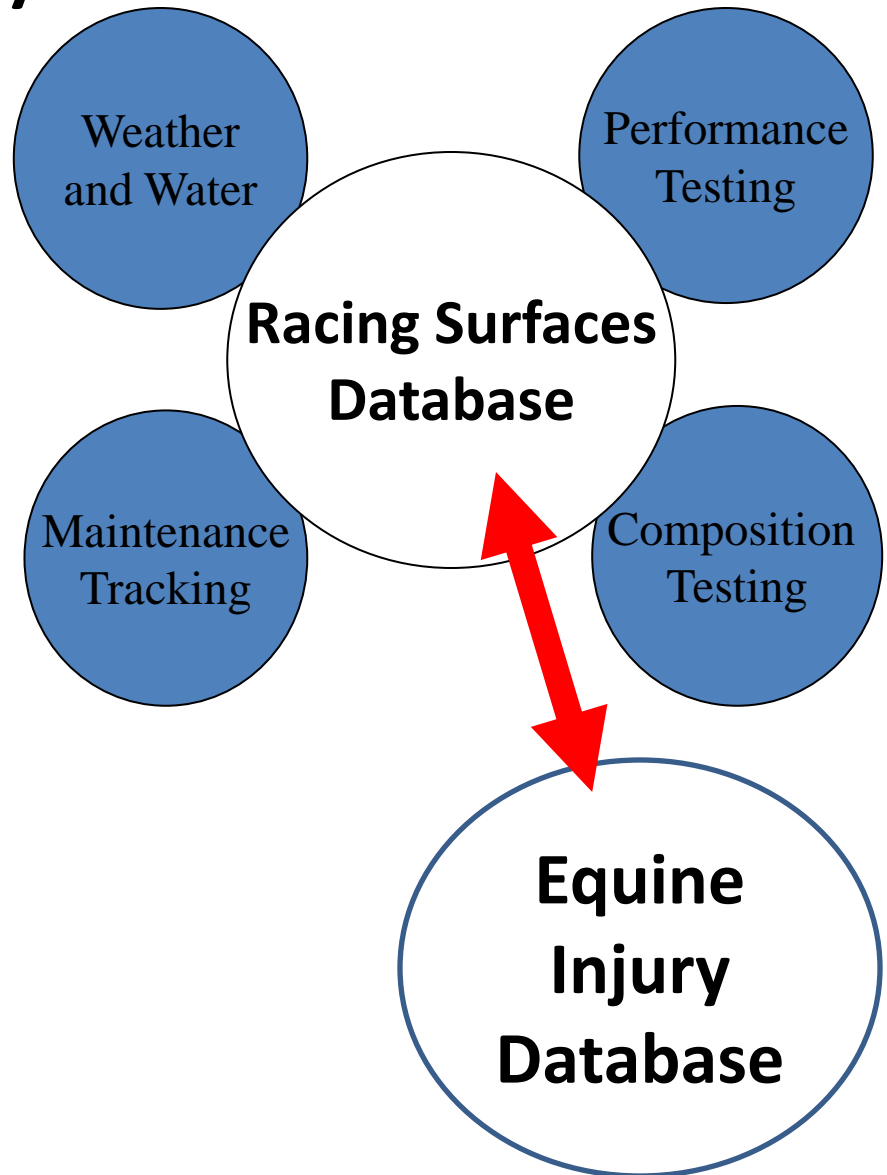 Weather
and Water
Performance
Testing
Racing Surfaces
Database
Maintenance
Tracking
Composition
Testing
Equine
Injury
Database